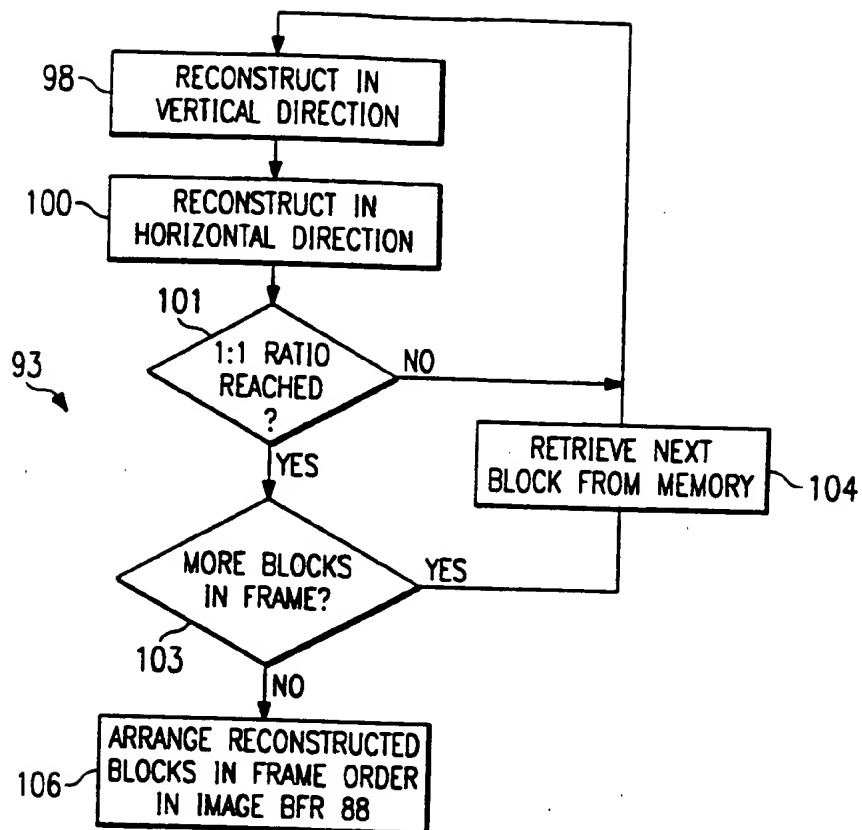 98
RECONSTRUCT IN
VERTICAL DIRECTION
100
RECONSTRUCT IN
HORIZONTAL DIRECTION
101
1:1 RATIO
REACHED
?
NO
93
YES
RETRIEVE NEXT
BLOCK FROM MEMORY
104
MORE BLOCKS
IN FRAME?
YES
103
NO
106
ARRANGE RECONSTRUCTED
BLOCKS IN FRAME ORDER
IN IMAGE BFR 88